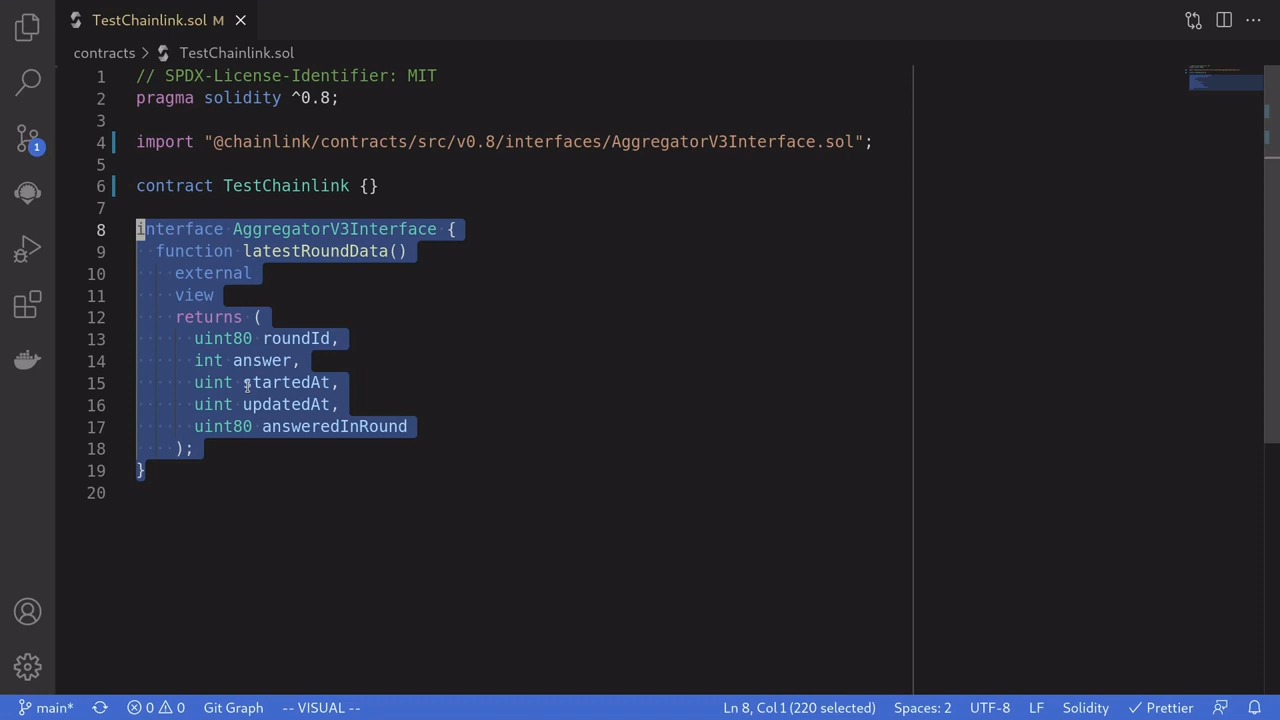 TestChainlink.sol M
contracts > TestChainlink.sol
1 // SPDX-License-Identifier: MIT
2 pragma solidity ^0.8;
3
4 import "@chainlink/contracts/src/v0.8/interfaces/AggregatorV3Interface.sol";
5
6 contract TestChainlink {}
7
8 interface AggregatorV3Interface {
9 function latestRoundData()
10 external
11 view
12 returns (
13 uint80 roundId,
14 int answer,
15 uint startedAt,
16 uint updatedAt,
17 uint80 answeredInRound
18 );
19 }
20
1
main* 0 0 Git Graph -- VISUAL -- Ln 8, Col 1 (220 selected) Spaces: 2 UTF-8 LF Solidity Prettier